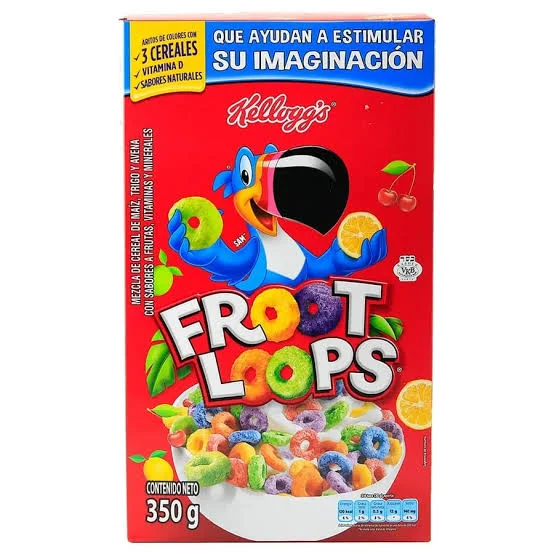 ARITOS DE COLORES CON
✓3 CEREALES
✓VITAMINA D
✓SABORES NATURALES
QUE AYUDAN A ESTIMULAR
SU IMAGINACIÓN
Kellogg's®
MEZCLA DE CEREAL DE MAÍZ, TRIGO Y AVENA
CON SABORES A FRUTAS, VITAMINAS Y MINERALES
SAM
VKB
FROOT
LOOPS®
CONTENIDO NETO
350 g